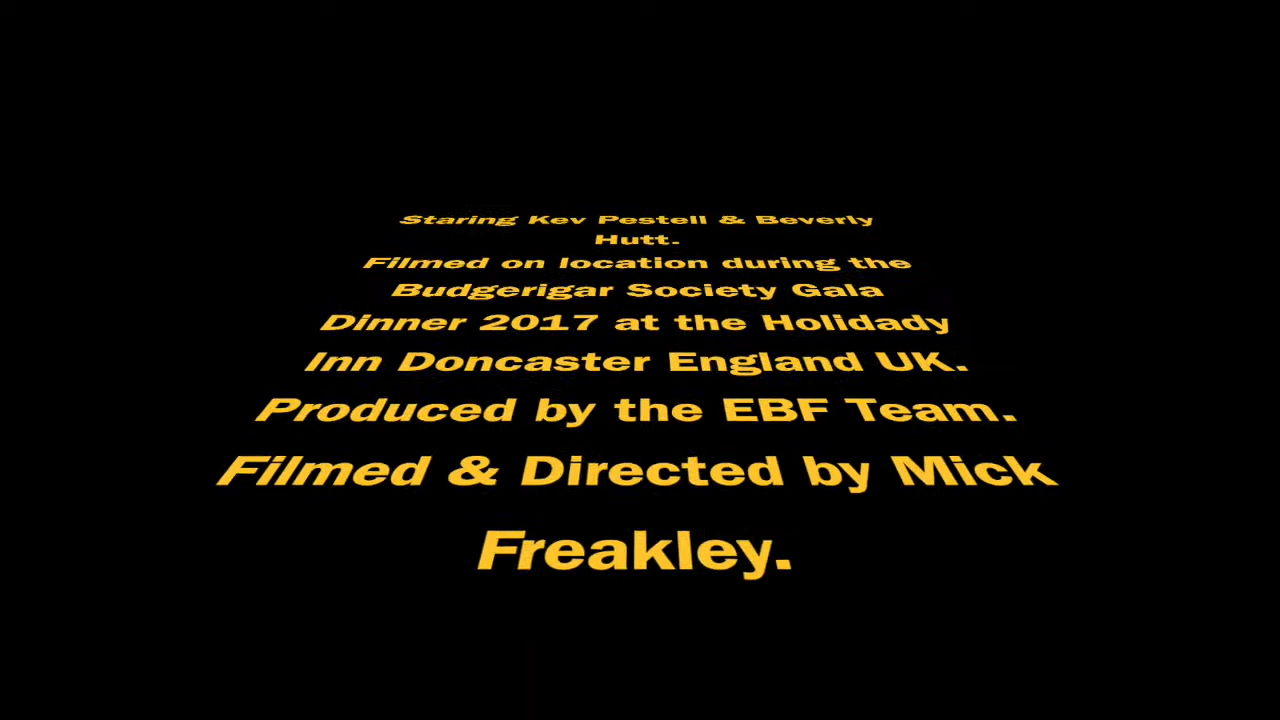 Staring Kev Pestell & Beverly
Hutt.
Filmed on location during the
Budgerigar Society Gala
Dinner 2017 at the Holidady
Inn Doncaster England UK.
Produced by the EBF Team.
Filmed & Directed by Mick
Freakley.